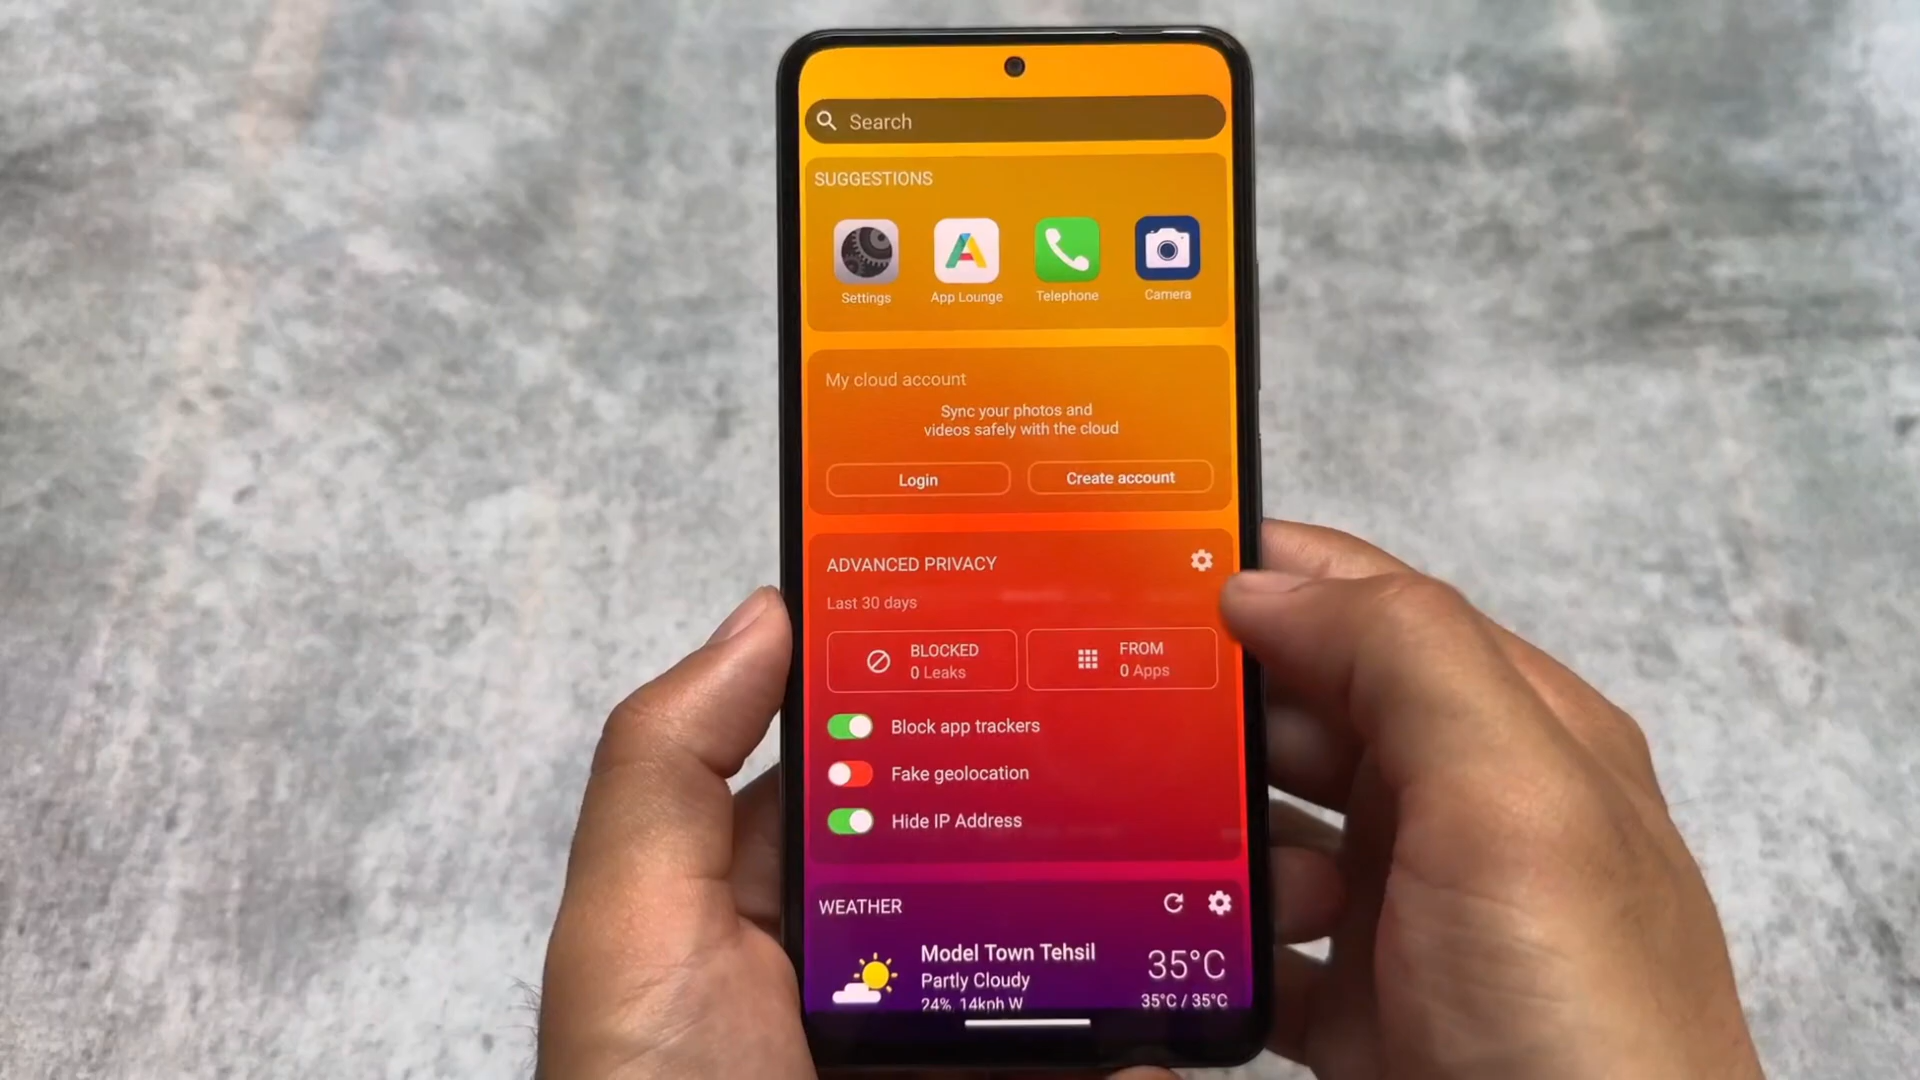 Search
SUGGESTIONS
Settings
App Lounge
Telephone
Camera
My cloud account
Sync your photos and
videos safely with the cloud
Login
Create account
ADVANCED PRIVACY
Last 30 days
BLOCKED
0 Leaks
FROM
0 Apps
Block app trackers
Fake geolocation
Hide IP Address
WEATHER
Model Town Tehsil
35°C
Partly Cloudy
24%, 14kph W
35°C / 35°C